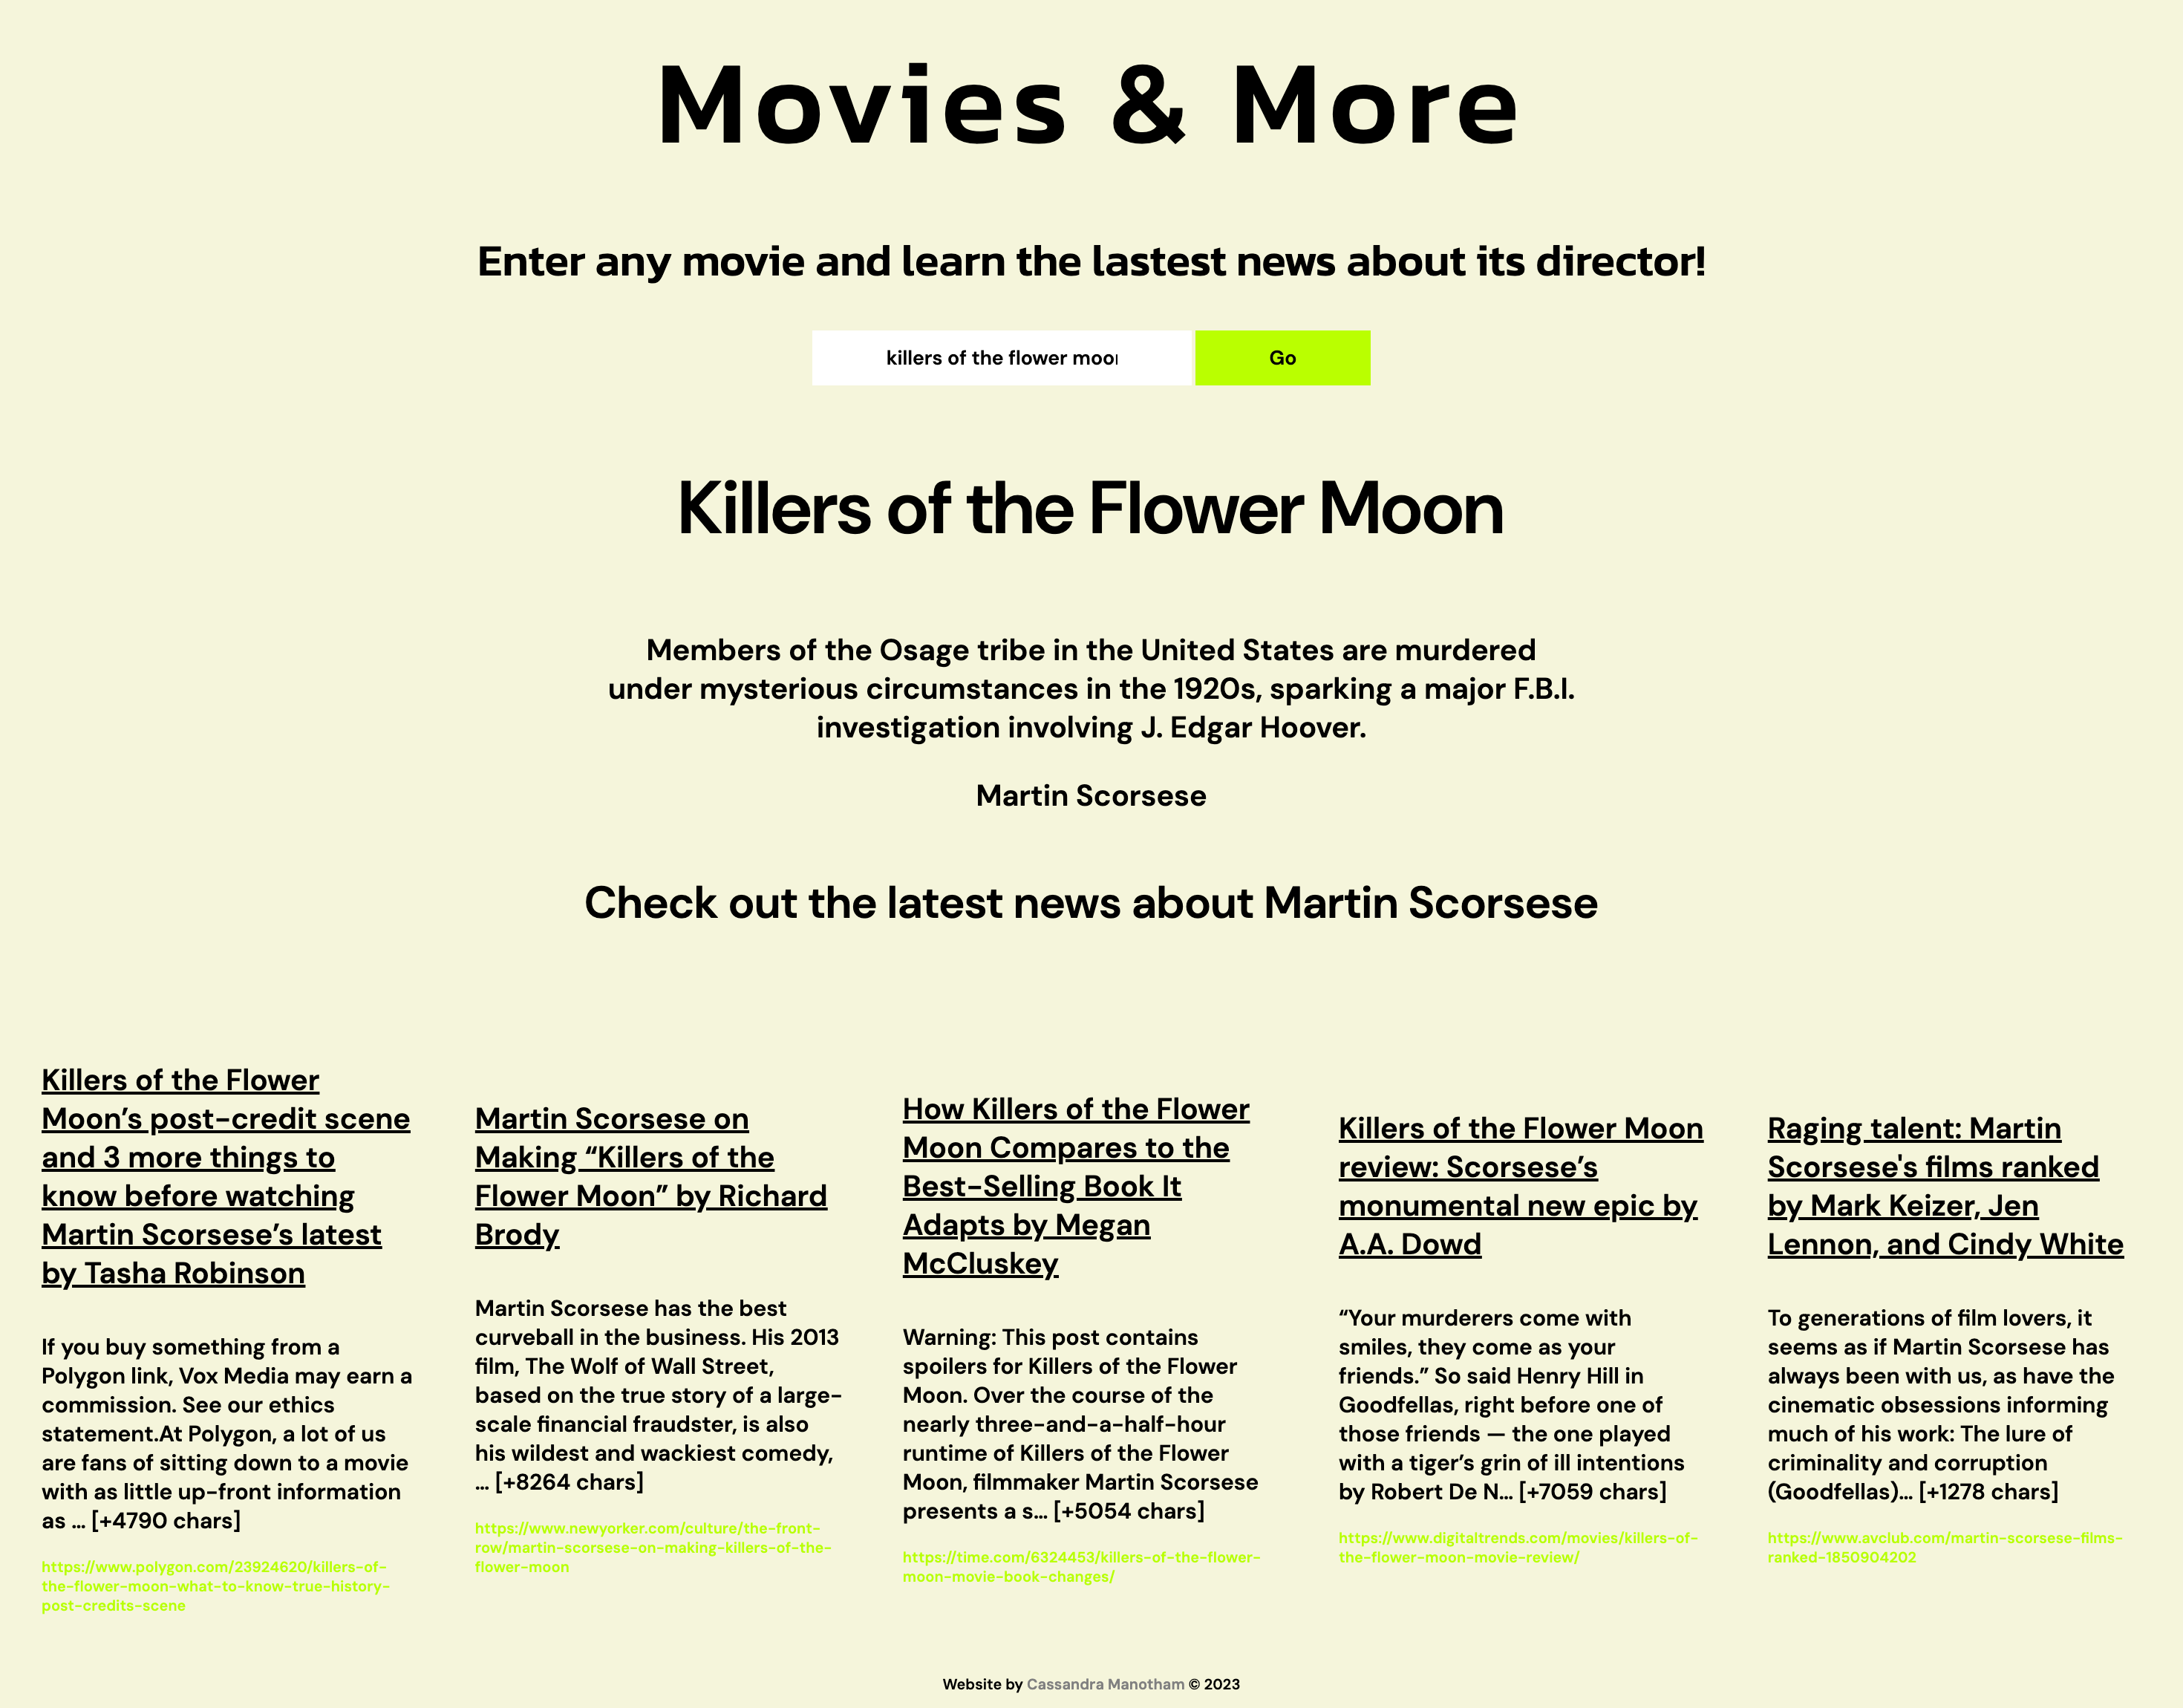 Movies & More
Enter any movie and learn the lastest news about its director!
killers of the flower moon
Go
Killers of the Flower Moon
Members of the Osage tribe in the United States are murdered
under mysterious circumstances in the 1920s, sparking a major F.B.I.
investigation involving J. Edgar Hoover.
Martin Scorsese
Check out the latest news about Martin Scorsese
Killers of the Flower
Moon’s post-credit scene
and 3 more things to
know before watching
Martin Scorsese’s latest
by Tasha Robinson
If you buy something from a
Polygon link, Vox Media may earn a
commission. See our ethics
statement.At Polygon, a lot of us
are fans of sitting down to a movie
with as little up-front information
as … [+4790 chars]
https://www.polygon.com/23924620/killers-of-
the-flower-moon-what-to-know-true-history-
post-credits-scene
Martin Scorsese on
Making “Killers of the
Flower Moon” by Richard
Brody
Martin Scorsese has the best
curveball in the business. His 2013
film, The Wolf of Wall Street,
based on the true story of a large-
scale financial fraudster, is also
his wildest and wackiest comedy,
… [+8264 chars]
https://www.newyorker.com/culture/the-front-
row/martin-scorsese-on-making-killers-of-the-
flower-moon
How Killers of the Flower
Moon Compares to the
Best-Selling Book It
Adapts by Megan
McCluskey
Warning: This post contains
spoilers for Killers of the Flower
Moon. Over the course of the
nearly three-and-a-half-hour
runtime of Killers of the Flower
Moon, filmmaker Martin Scorsese
presents a s… [+5054 chars]
https://time.com/6324453/killers-of-the-flower-
moon-movie-book-changes/
Killers of the Flower Moon
review: Scorsese’s
monumental new epic by
A.A. Dowd
“Your murderers come with
smiles, they come as your
friends.” So said Henry Hill in
Goodfellas, right before one of
those friends — the one played
with a tiger’s grin of ill intentions
by Robert De N… [+7059 chars]
https://www.digitaltrends.com/movies/killers-of-
the-flower-moon-movie-review/
Raging talent: Martin
Scorsese's films ranked
by Mark Keizer, Jen
Lennon, and Cindy White
To generations of film lovers, it
seems as if Martin Scorsese has
always been with us, as have the
cinematic obsessions informing
much of his work: The lure of
criminality and corruption
(Goodfellas)… [+1278 chars]
https://www.avclub.com/martin-scorsese-films-
ranked-1850904202
Website by Cassandra Manotham © 2023